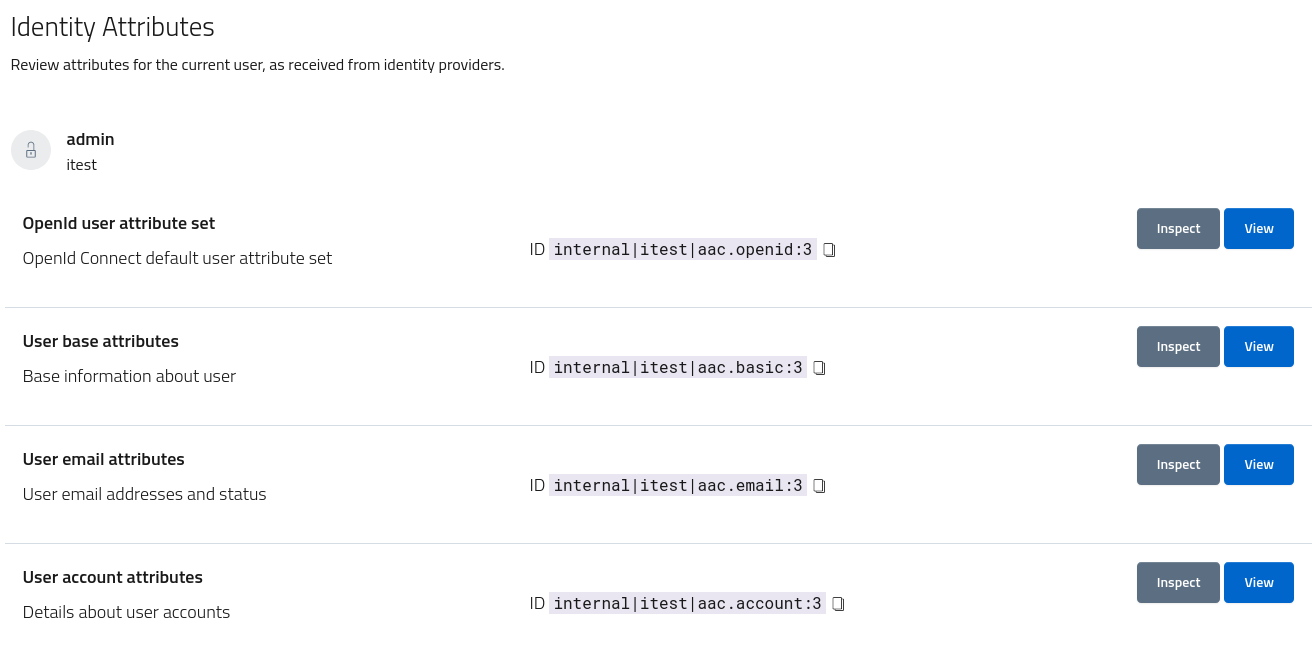 Identity Attributes
Review attributes for the current user, as received from identity providers.
admin
itest
OpenId user attribute set
OpenId Connect default user attribute set
ID internal|itest|aac.openid:3
Inspect View
User base attributes
Base information about user
ID internal|itest|aac.basic:3
Inspect View
User email attributes
User email addresses and status
ID internal|itest|aac.email:3
Inspect View
User account attributes
Details about user accounts
ID internal|itest|aac.account:3
Inspect View